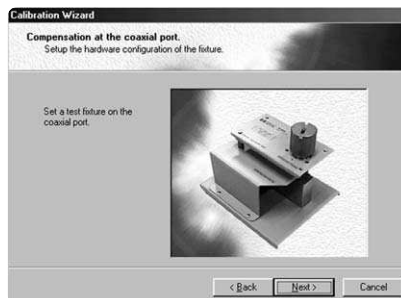 Calibration Wizard
Compensation at the coaxial port.
Setup the hardware configuration of the fixture.
Set a test fixture on the
coaxial port.
< Back
Next >
Cancel